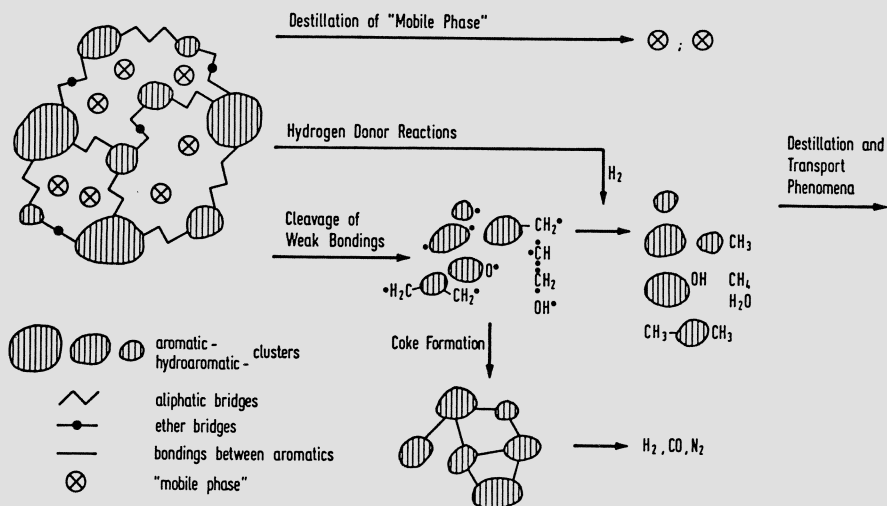 Destillation of "Mobile Phase"
;
Hydrogen Donor Reactions
H₂
Destillation and
Transport
Phenomena
Cleavage of
Weak Bondings
CH₂•
•CH
CH₂
OH•
O•
•H₂C
CH₂•
CH₃
OH
CH₄
H₂O
CH₃
CH₃
Coke Formation
aromatic-
hydroaromatic- clusters
aliphatic bridges
ether bridges
bondings between aromatics
"mobile phase"
H₂, CO, N₂